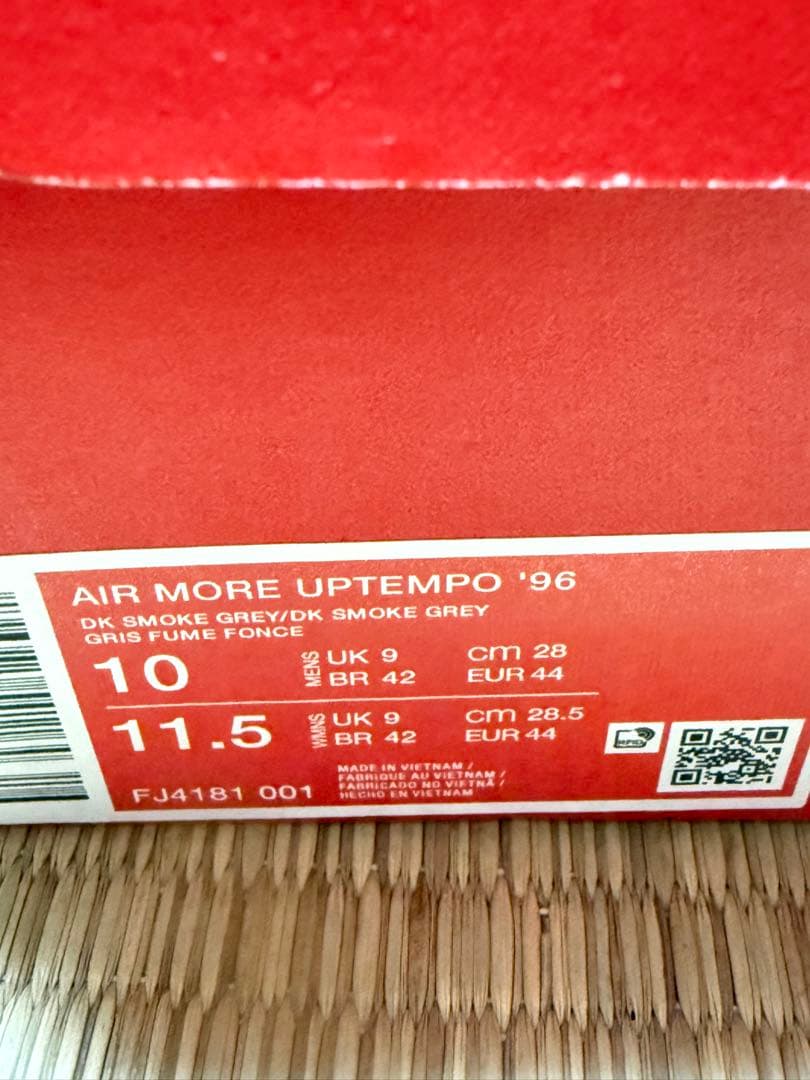 AIR MORE UPTEMPO '96
DK SMOKE GREY/DK SMOKE GREY
GRIS FUME FONCE
10 MENS UK 9 cm 28
BR 42 EUR 44
11.5 WMNS UK 9 cm 28.5
BR 42 EUR 44
FJ4181 001
MADE IN VIETNAM /
FABRIQUE AU VIETNAM /
FABRICADO NO VIETNÃ /
HECHO EN VIETNAM
RFID